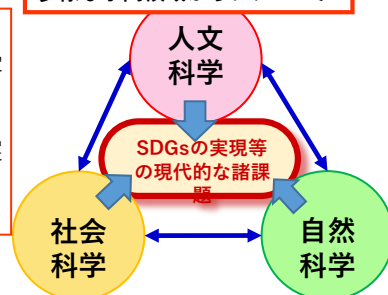 人文
科学
SDGsの実現等
の現代的な諸課
題
社会
科学
自然
科学